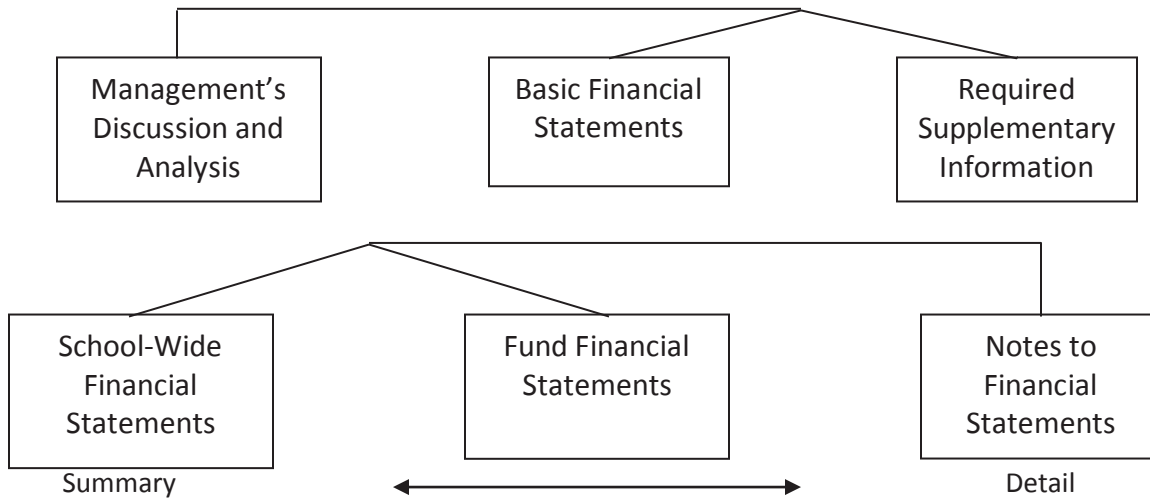 Management’s
Discussion and
Analysis
Basic Financial
Statements
Required
Supplementary
Information
School-Wide
Financial
Statements
Fund Financial
Statements
Notes to
Financial
Statements
Summary
Detail